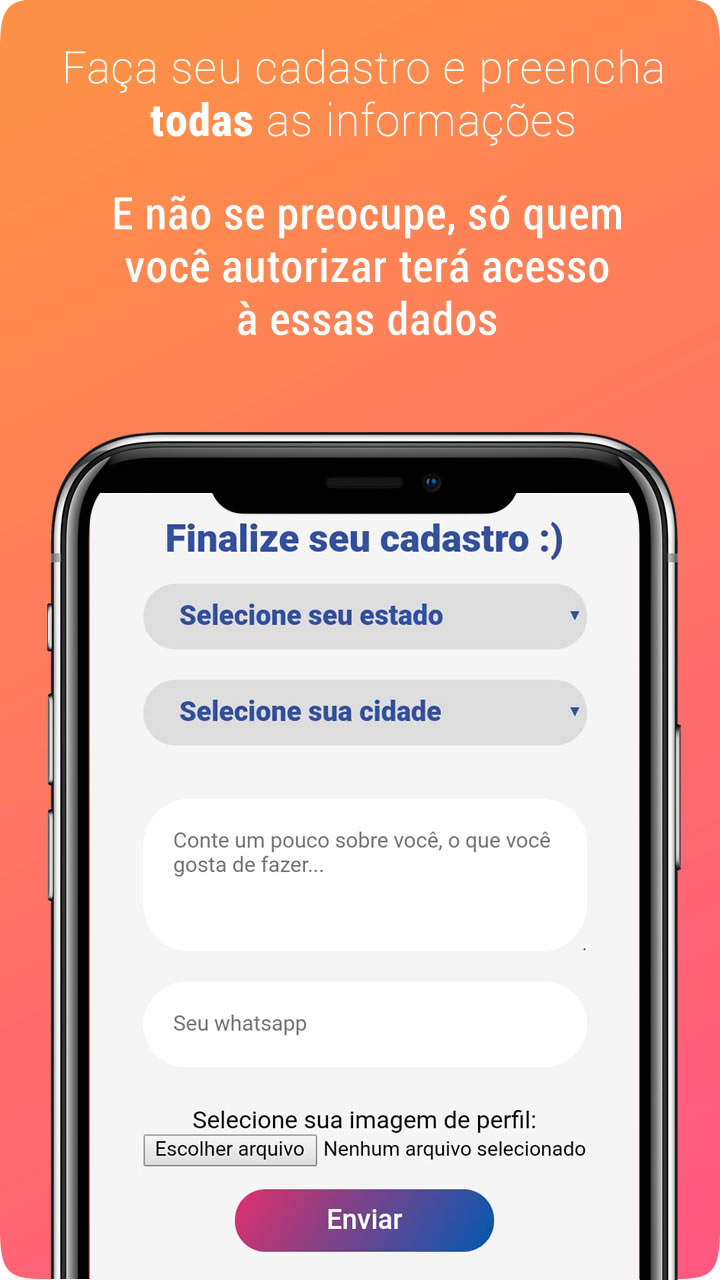 Faça seu cadastro e preencha
todas as informações
E não se preocupe, só quem
você autorizar terá acesso
à essas dados
Finalize seu cadastro :)
Selecione seu estado
Selecione sua cidade
Conte um pouco sobre você, o que você
gosta de fazer...
Seu whatsapp
Selecione sua imagem de perfil:
Escolher arquivo Nenhum arquivo selecionado
Enviar